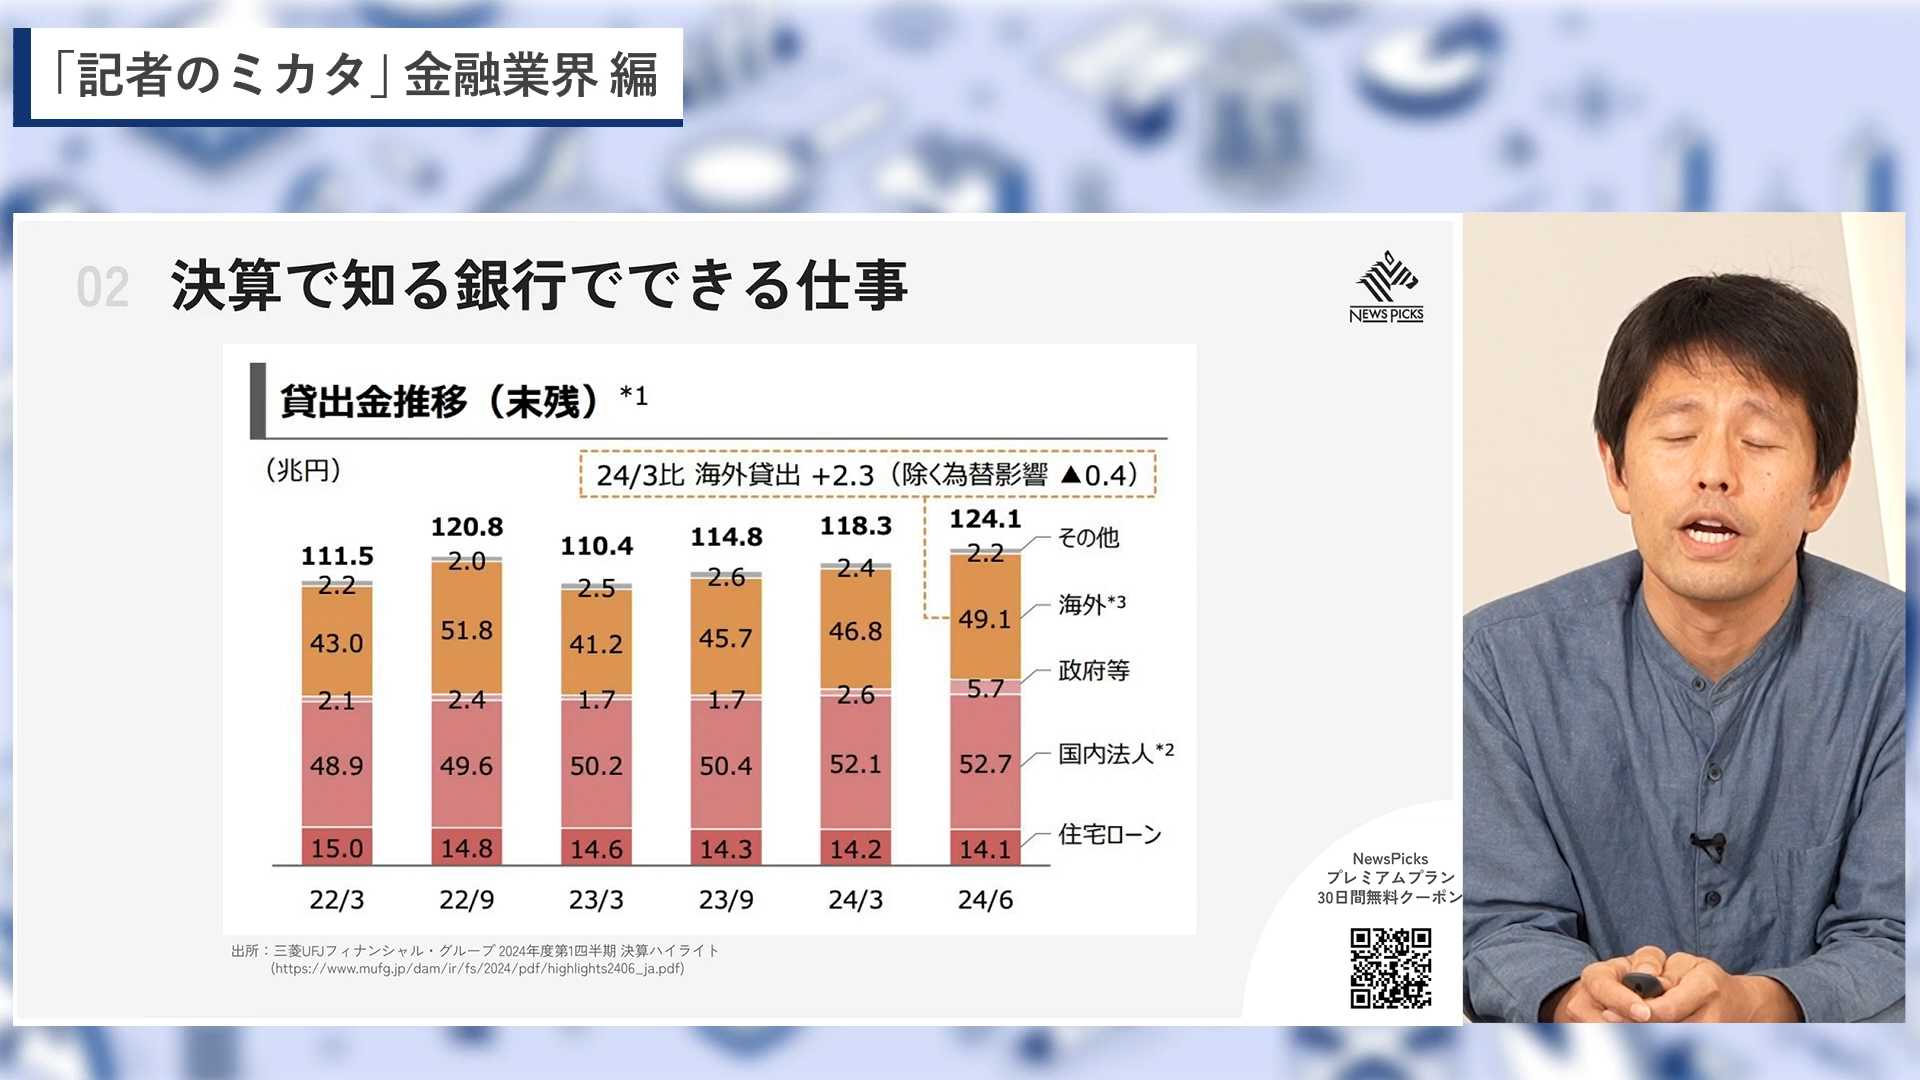 「記者のミカタ」金融業界 編
02 決算で知る銀行でできる仕事
NEWSPICKS
貸出金推移（末残）*1
（兆円）
24/3比 海外貸出 +2.3（除く為替影響 ▲0.4）
111.5 120.8 110.4 114.8 118.3 124.1
2.2 2.0 2.5 2.6 2.4 2.2 その他
43.0 51.8 41.2 45.7 46.8 49.1 海外*3
2.1 2.4 1.7 1.7 2.6 5.7 政府等
48.9 49.6 50.2 50.4 52.1 52.7 国内法人*2
15.0 14.8 14.6 14.3 14.2 14.1 住宅ローン
22/3 22/9 23/3 23/9 24/3 24/6
出所：三菱UFJフィナンシャル・グループ 2024年度第1四半期 決算ハイライト
(https://www.mufg.jp/dam/ir/fs/2024/pdf/highlights2406_ja.pdf)
NewsPicks
プレミアムプラン
30日間無料クーポン